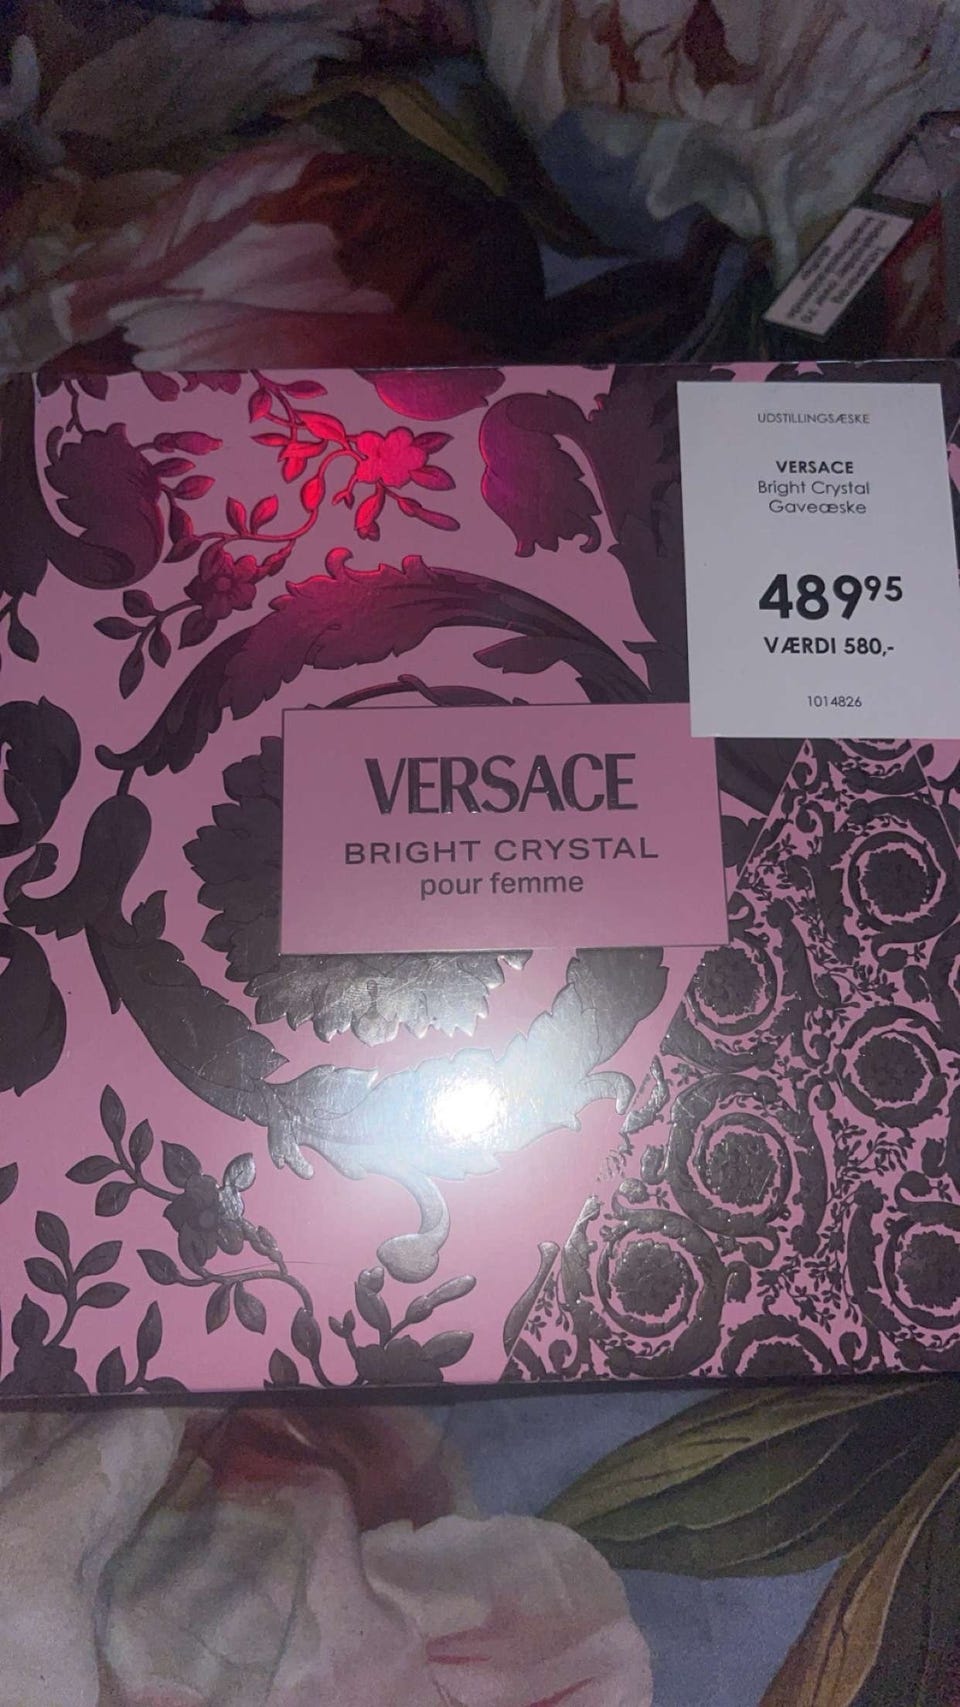 UDSTILLINGSÆSKE
VERSACE
Bright Crystal
Gaveæske
489⁹⁵
VÆRDI 580,-
1014826
VERSACE
BRIGHT CRYSTAL
pour femme